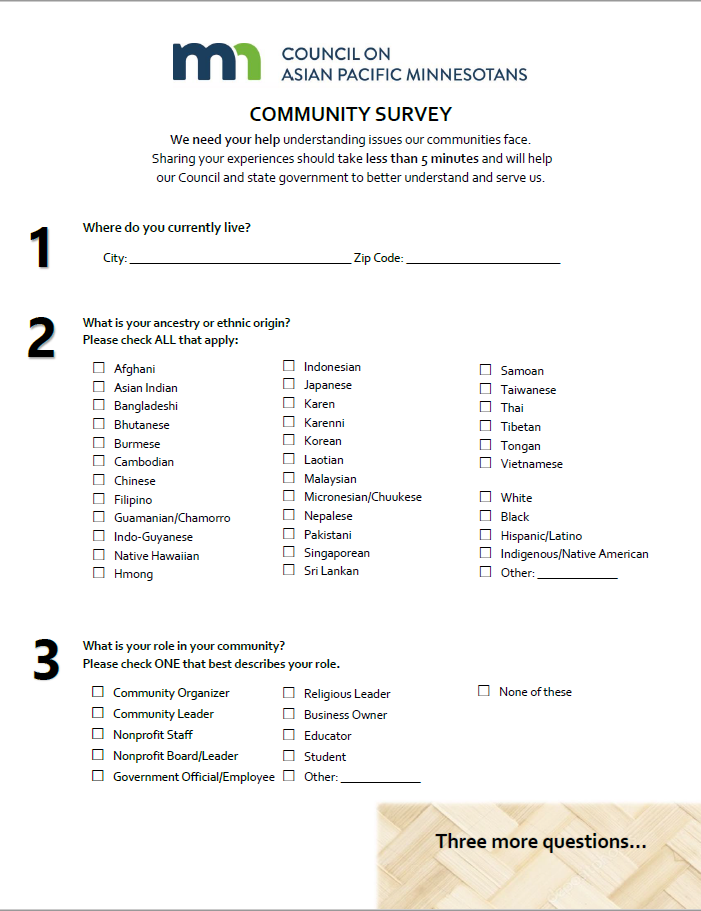 mn COUNCIL ON
ASIAN PACIFIC MINNESOTANS
COMMUNITY SURVEY
We need your help understanding issues our communities face.
Sharing your experiences should take less than 5 minutes and will help
our Council and state government to better understand and serve us.
1 Where do you currently live?
City: ______________________________ Zip Code: ____________________
2 What is your ancestry or ethnic origin?
Please check ALL that apply:
☐ Afghani
☐ Asian Indian
☐ Bangladeshi
☐ Bhutanese
☐ Burmese
☐ Cambodian
☐ Chinese
☐ Filipino
☐ Guamanian/Chamorro
☐ Indo-Guyanese
☐ Native Hawaiian
☐ Hmong
☐ Indonesian
☐ Japanese
☐ Karen
☐ Karenni
☐ Korean
☐ Laotian
☐ Malaysian
☐ Micronesian/Chuukese
☐ Nepalese
☐ Pakistani
☐ Singaporean
☐ Sri Lankan
☐ Samoan
☐ Taiwanese
☐ Thai
☐ Tibetan
☐ Tongan
☐ Vietnamese
☐ White
☐ Black
☐ Hispanic/Latino
☐ Indigenous/Native American
☐ Other: ____________
3 What is your role in your community?
Please check ONE that best describes your role.
☐ Community Organizer
☐ Community Leader
☐ Nonprofit Staff
☐ Nonprofit Board/Leader
☐ Government Official/Employee
☐ Religious Leader
☐ Business Owner
☐ Educator
☐ Student
☐ Other: ____________
☐ None of these
Three more questions...